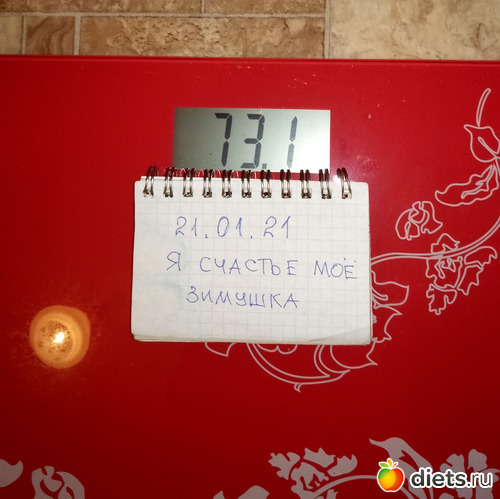 73.1
21.01.21
Я СЧАСТЬЕ МОЁ
ЗИМУШКА
diets.ru